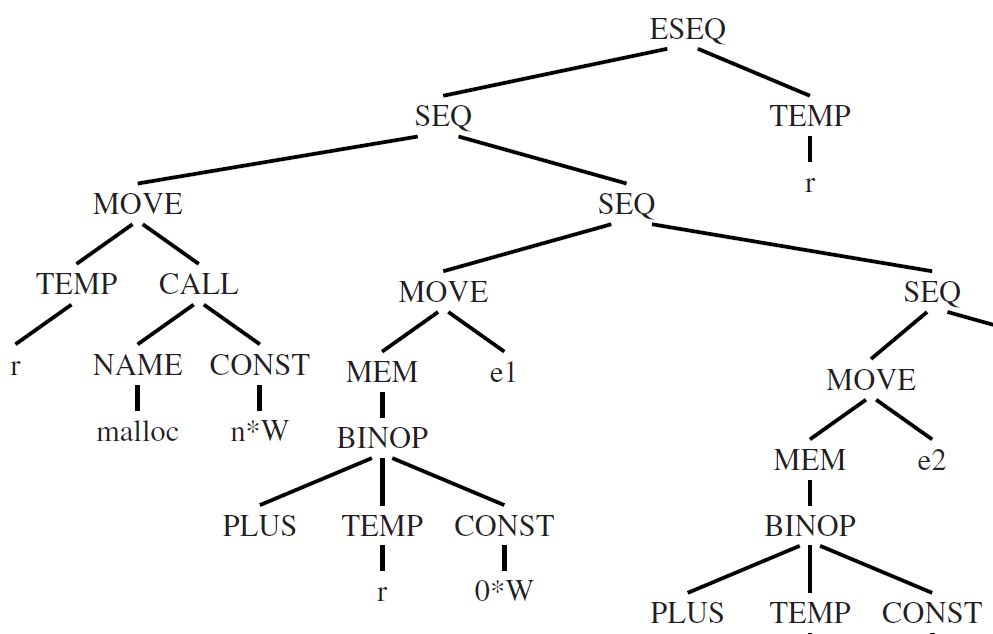 ESEQ
SEQ TEMP
r
MOVE SEQ
TEMP CALL MOVE SEQ
r NAME CONST MEM e1 MOVE
malloc n*W BINOP MEM e2
PLUS TEMP CONST BINOP
r 0*W
PLUS TEMP CONST